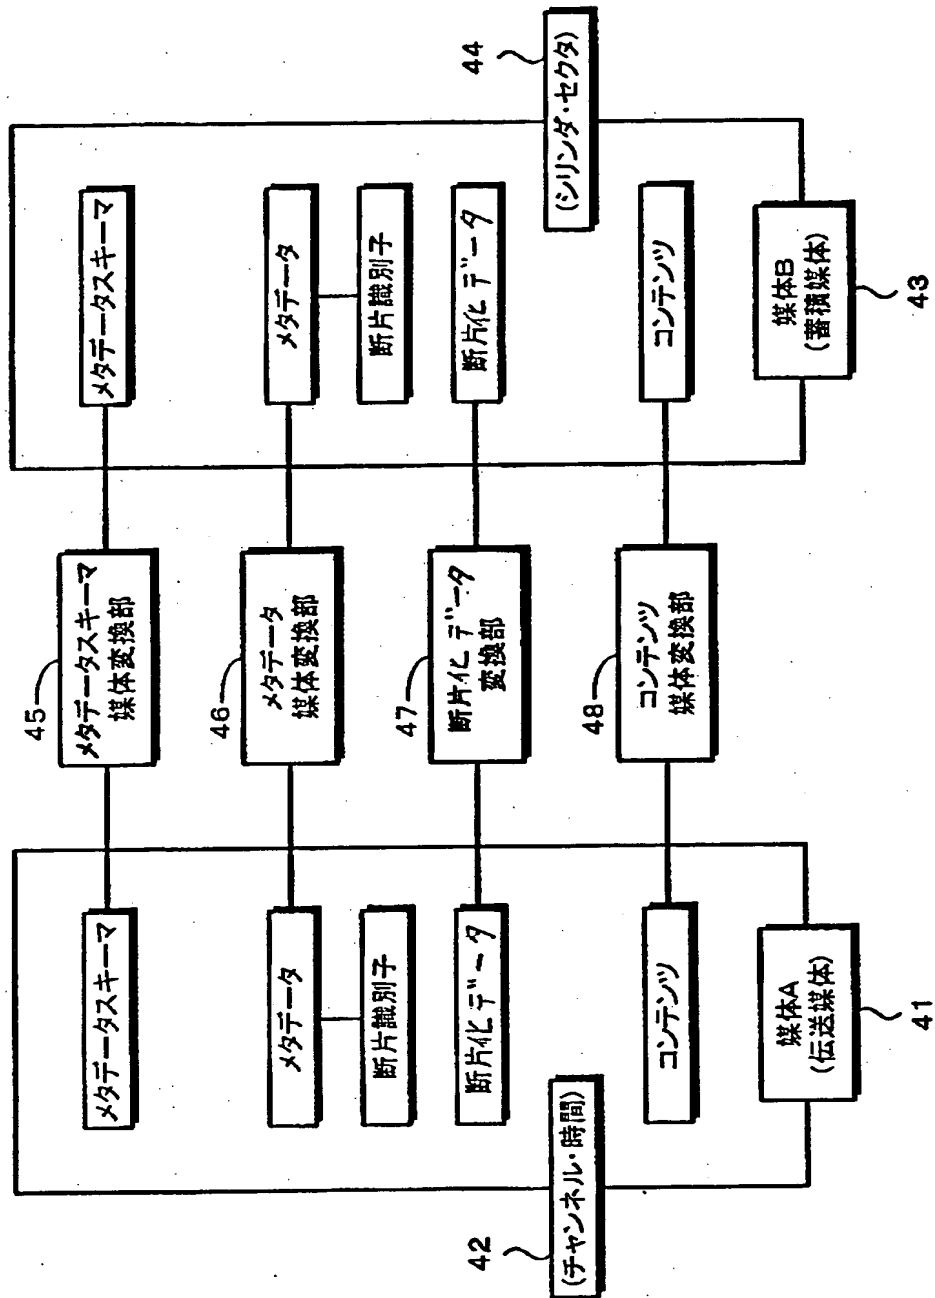 メタデータスキーマ
45
メタデータスキーマ
媒体変換部
メタデータスキーマ
メタデータ
断片識別子
46
メタデータ
媒体変換部
メタデータ
断片識別子
断片化データ
47
断片化データ
変換部
断片化データ
42
(チャンネル・時間)
44
(シリンダ・セクタ)
コンテンツ
48
コンテンツ
媒体変換部
コンテンツ
媒体A
(伝送媒体)
41
媒体B
(蓄積媒体)
43